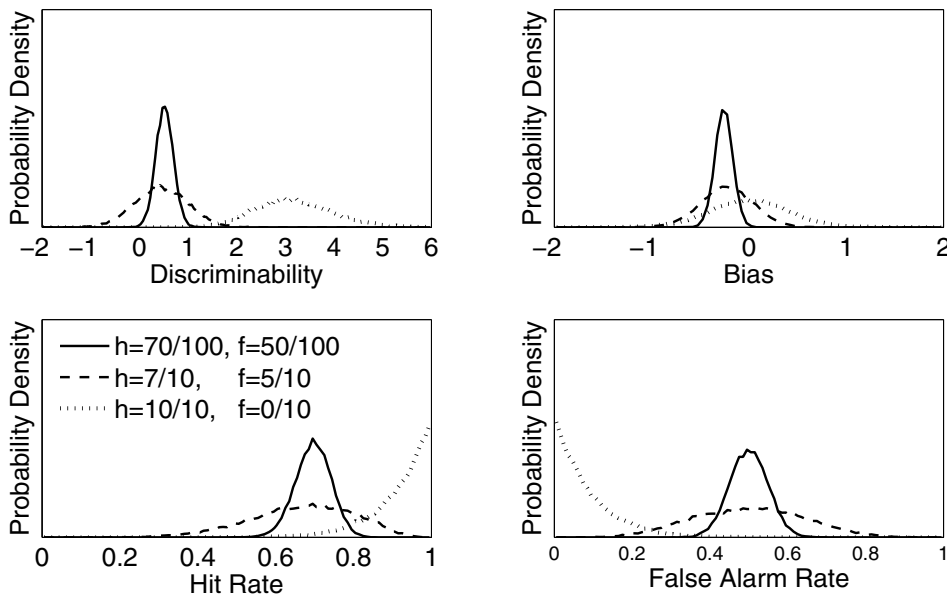 Probability Density
−2 −1 0 1 2 3 4 5 6
Discriminability
Probability Density
−2 −1 0 1 2
Bias
Probability Density
h=70/100, f=50/100
h=7/10, f=5/10
h=10/10, f=0/10
0 0.2 0.4 0.6 0.8 1
Hit Rate
Probability Density
0 0.2 0.4 0.6 0.8 1
False Alarm Rate